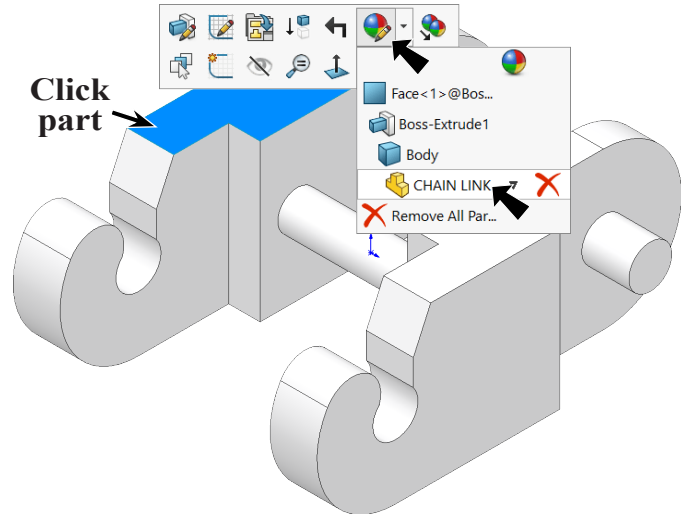 Click
part
Face<1>@Bos...
Boss-Extrude1
Body
CHAIN LINK
Remove All Par...